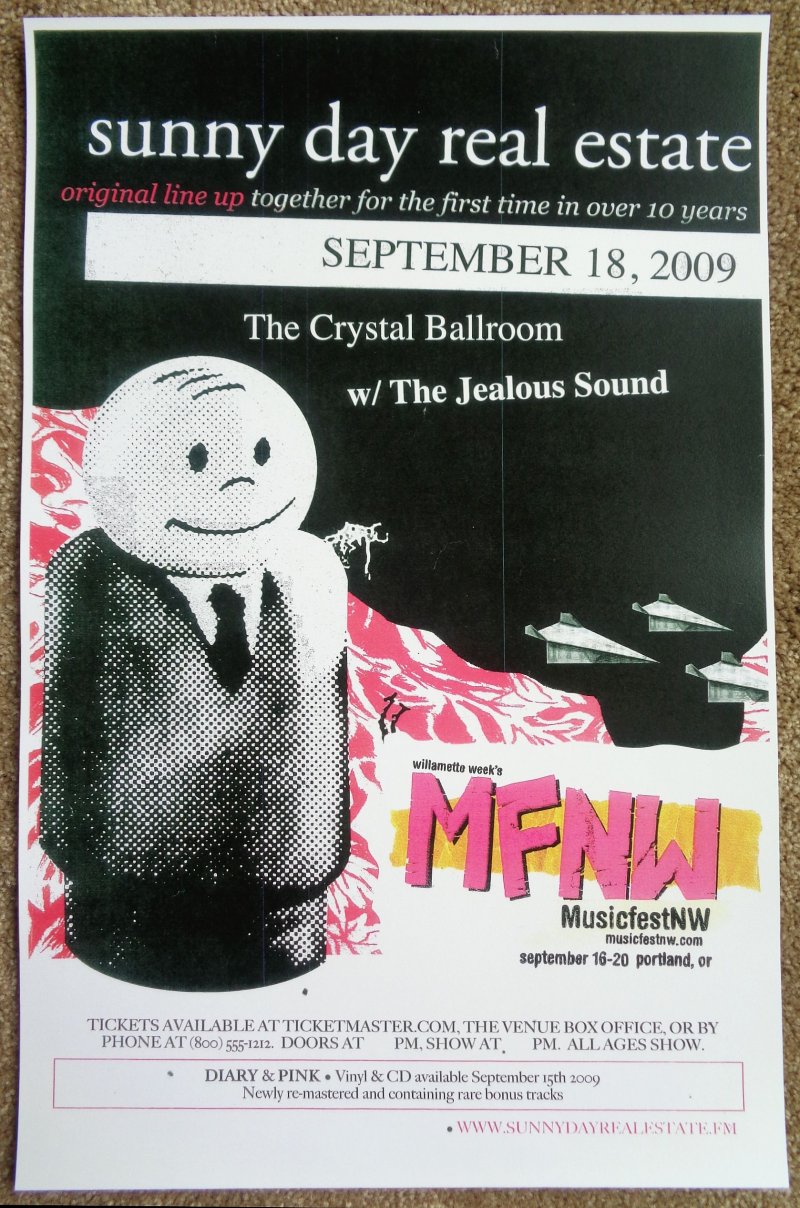 sunny day real estate
original line up together for the first time in over 10 years
SEPTEMBER 18, 2009
The Crystal Ballroom
w/ The Jealous Sound
willamette week's
MFNW
MusicfestNW
musicfestnw.com
september 16-20 portland, or
TICKETS AVAILABLE AT TICKETMASTER.COM, THE VENUE BOX OFFICE, OR BY
PHONE AT (800) 555-1212. DOORS AT PM, SHOW AT PM. ALL AGES SHOW.
DIARY & PINK • Vinyl & CD available September 15th 2009
Newly re-mastered and containing rare bonus tracks
• WWW.SUNNYDAYREALESTATE.FM